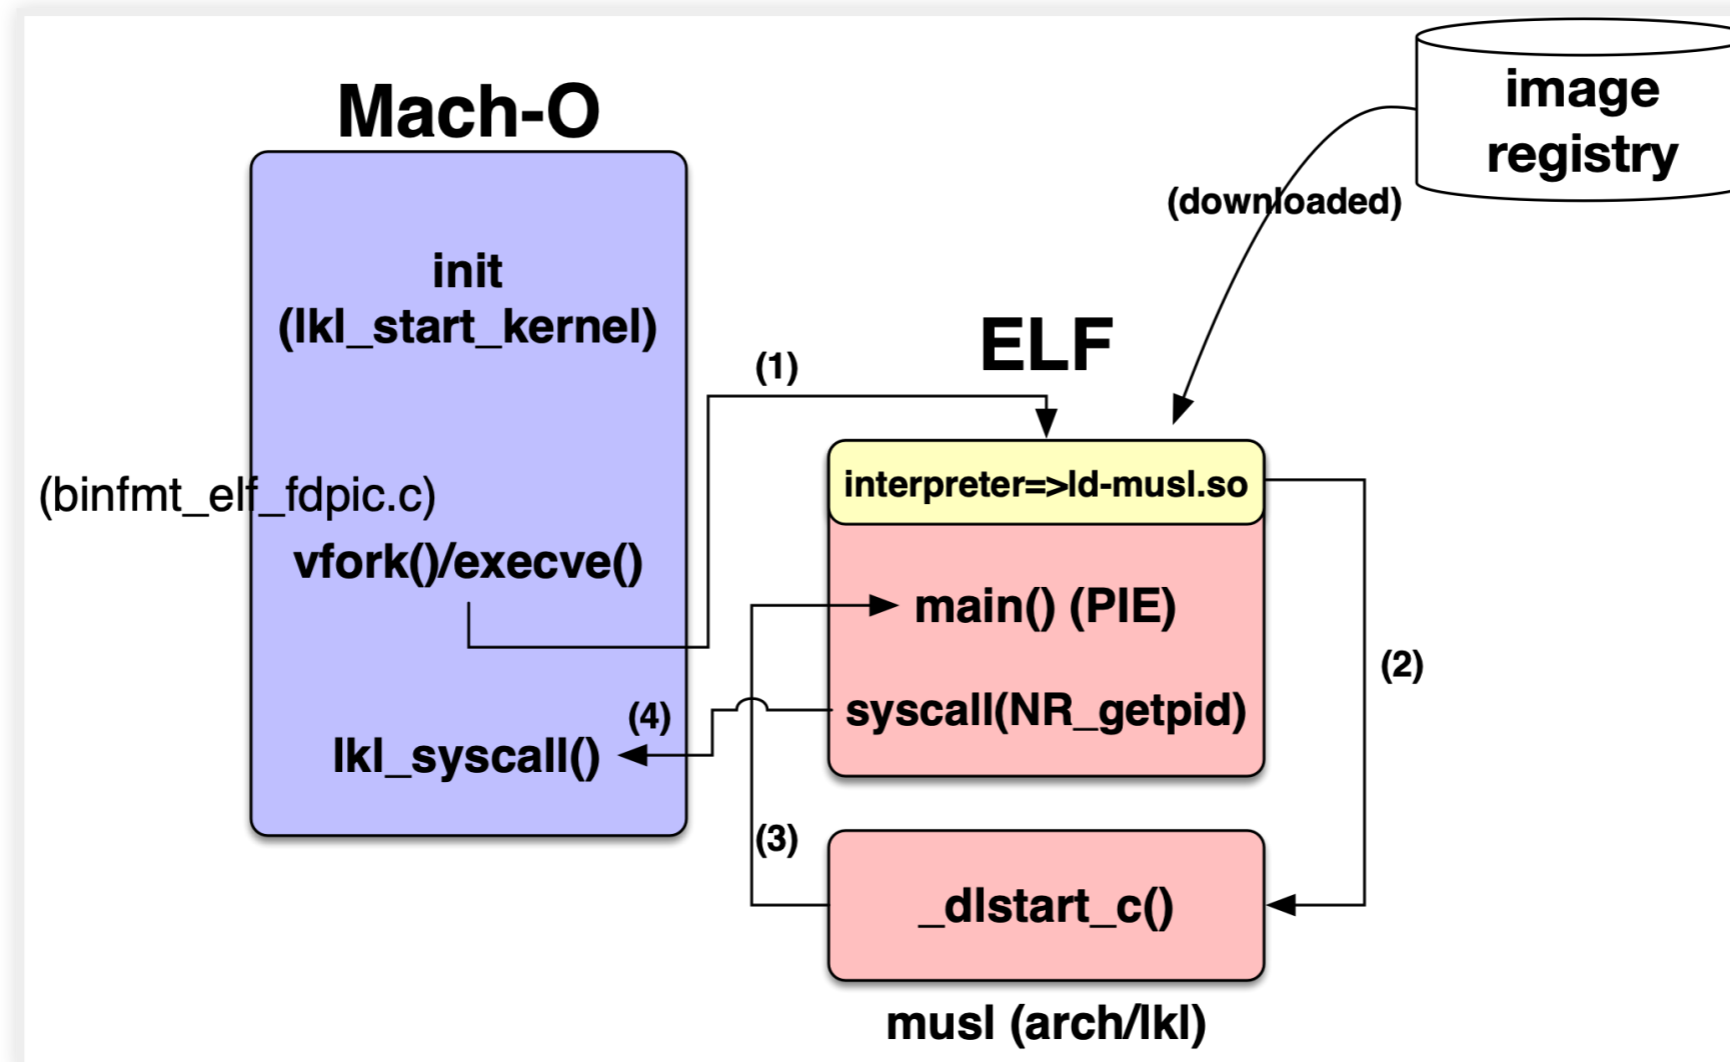 image
registry
Mach-O
(downloaded)
init
(lkl_start_kernel)
ELF
(1)
interpreter=>ld-musl.so
(binfmt_elf_fdpic.c)
vfork()/execve()
main() (PIE)
(2)
syscall(NR_getpid)
(4)
lkl_syscall()
(3)
_dlstart_c()
musl (arch/lkl)